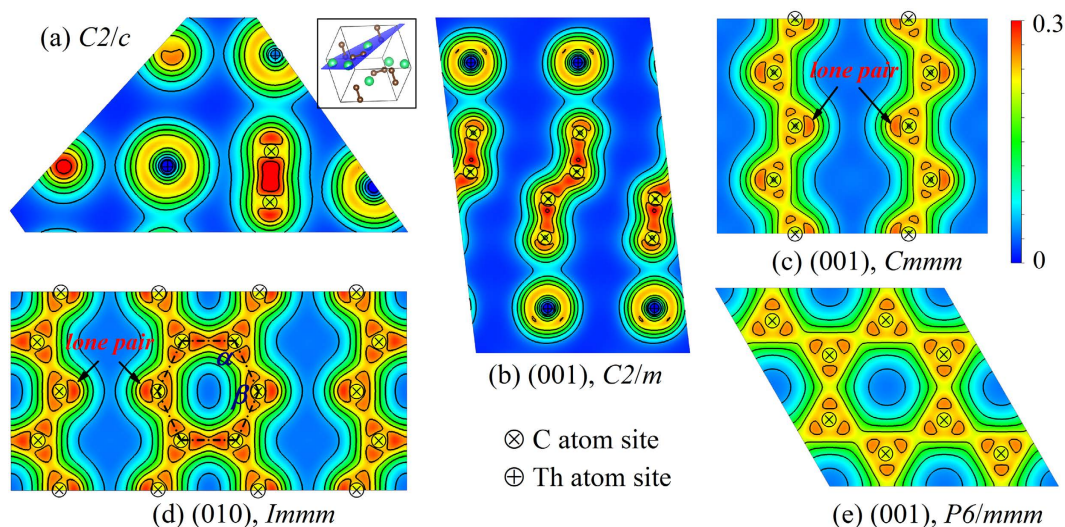 (a) C2/c
lone pair
0.3
0
(c) (001), Cmmm
lone pair
α
β
(b) (001), C2/m
⊗ C atom site
⊕ Th atom site
(d) (010), Immm
(e) (001), P6/mmm